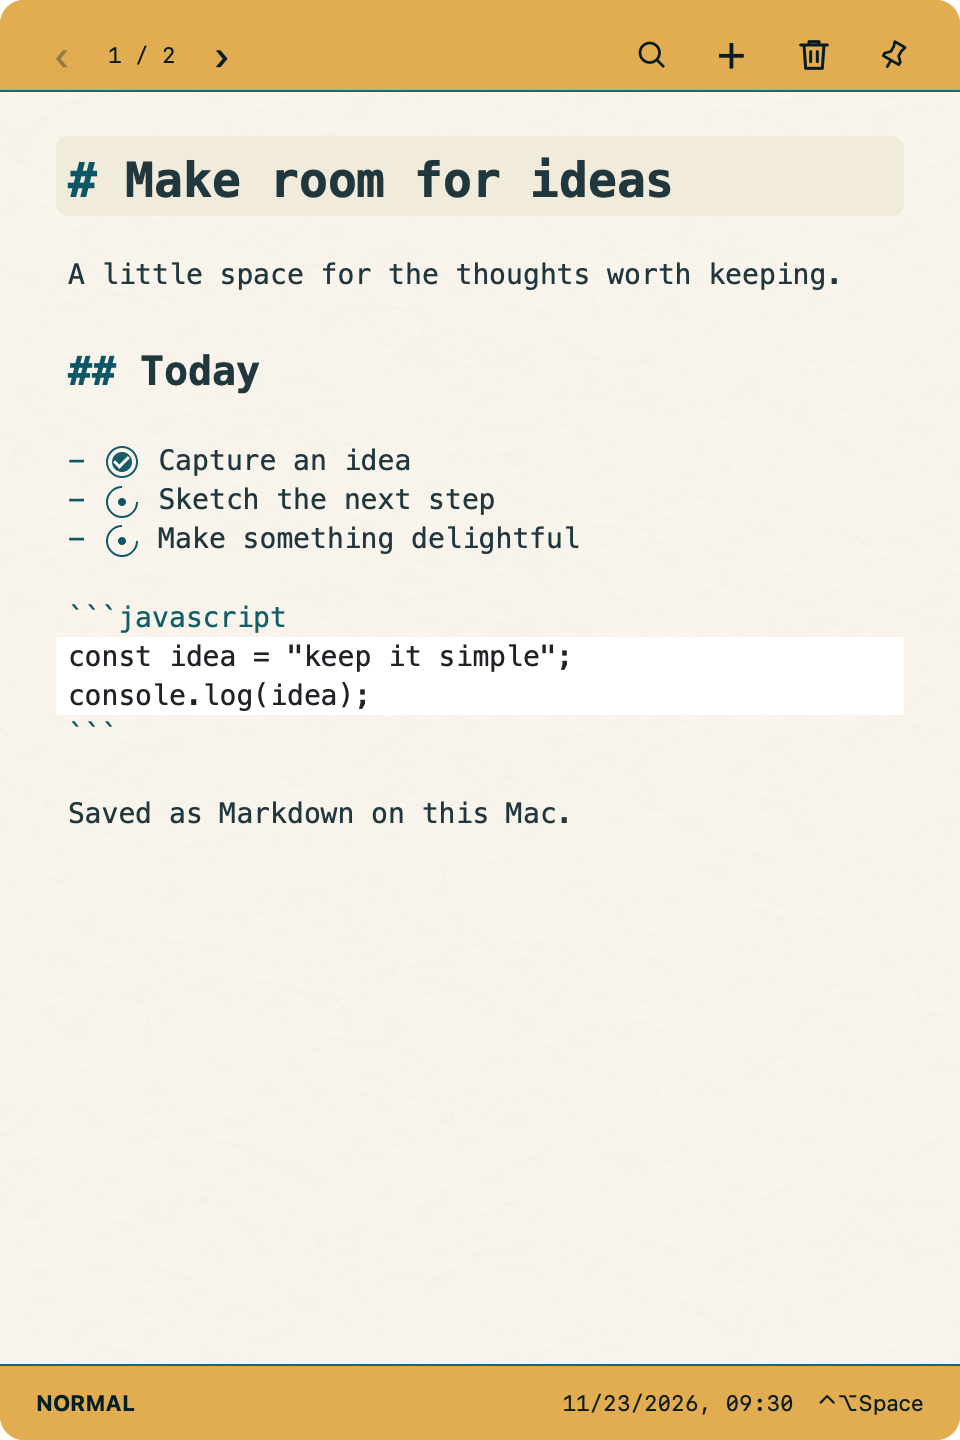 ‹ 1 / 2 ›
# Make room for ideas
A little space for the thoughts worth keeping.
## Today
- Capture an idea
- Sketch the next step
- Make something delightful
```javascript
const idea = "keep it simple";
console.log(idea);
```
Saved as Markdown on this Mac.
NORMAL 11/23/2026, 09:30 ^⌥Space